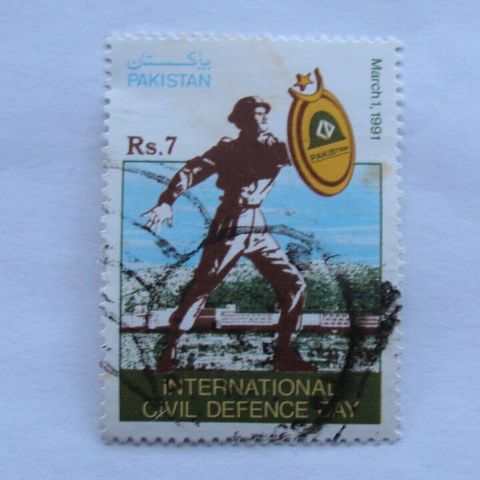 پاکستان
PAKISTAN
March 1, 1991
Rs.7
PAKISTAN
INTERNATIONAL
CIVIL DEFENCE DAY